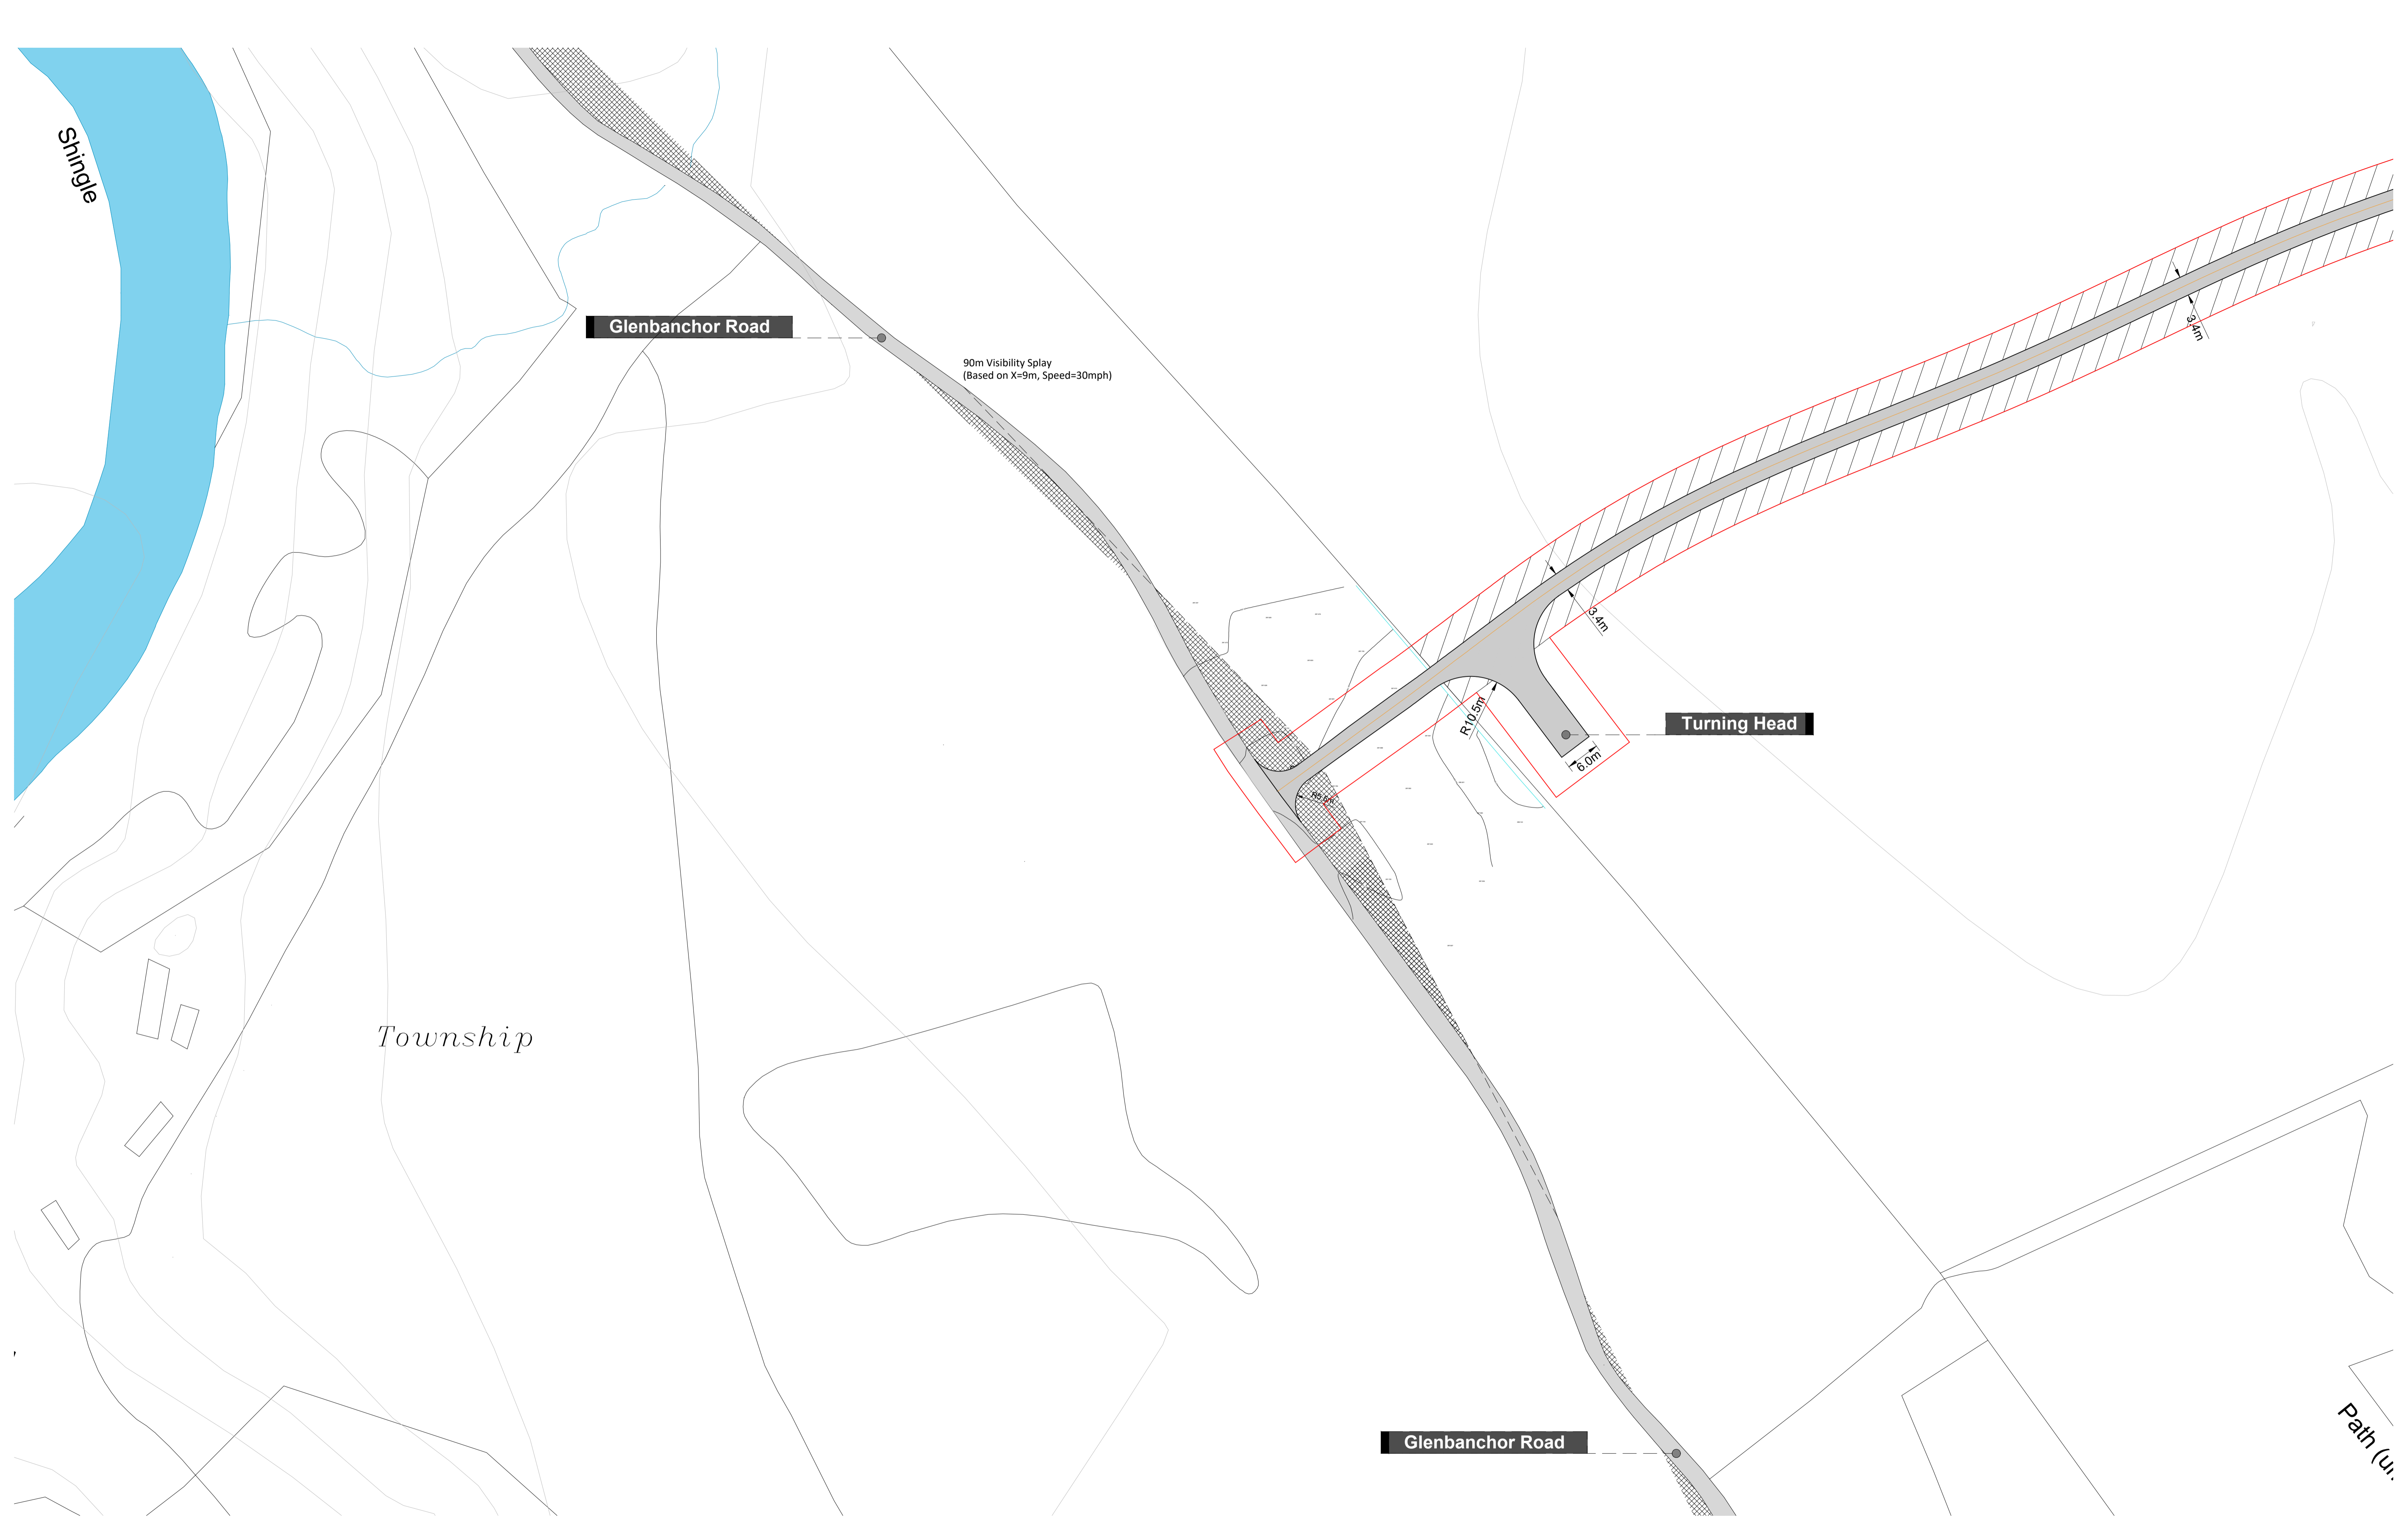 Shingle
Glenbanchor Road
90m Visibility Splay
(Based on X=9m, Speed=30mph)
3.4m
3.4m
R10.5m
Turning Head
6.0m
Township
Glenbanchor Road
Path